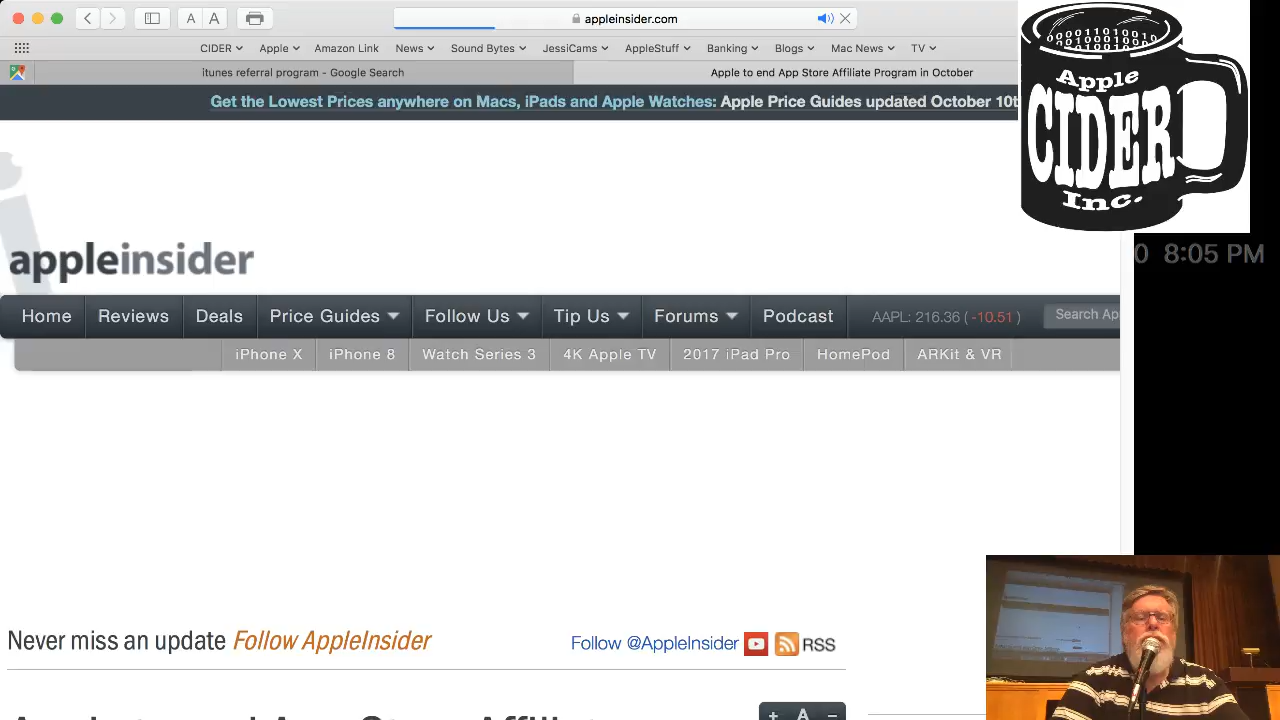 A A appleinsider.com
CIDER Apple Amazon Link News Sound Bytes JessiCams AppleStuff Banking Blogs Mac News TV
itunes referral program - Google Search Apple to end App Store Affiliate Program in October
Get the Lowest Prices anywhere on Macs, iPads and Apple Watches: Apple Price Guides updated October 10t
000011010010
Apple
CIDER
Inc.
0 8:05 PM
appleinsider
Home Reviews Deals Price Guides Follow Us Tip Us Forums Podcast AAPL: 216.36 ( -10.51 ) Search Ap
iPhone X iPhone 8 Watch Series 3 4K Apple TV 2017 iPad Pro HomePod ARKit & VR
Never miss an update Follow AppleInsider Follow @AppleInsider RSS
+ A −